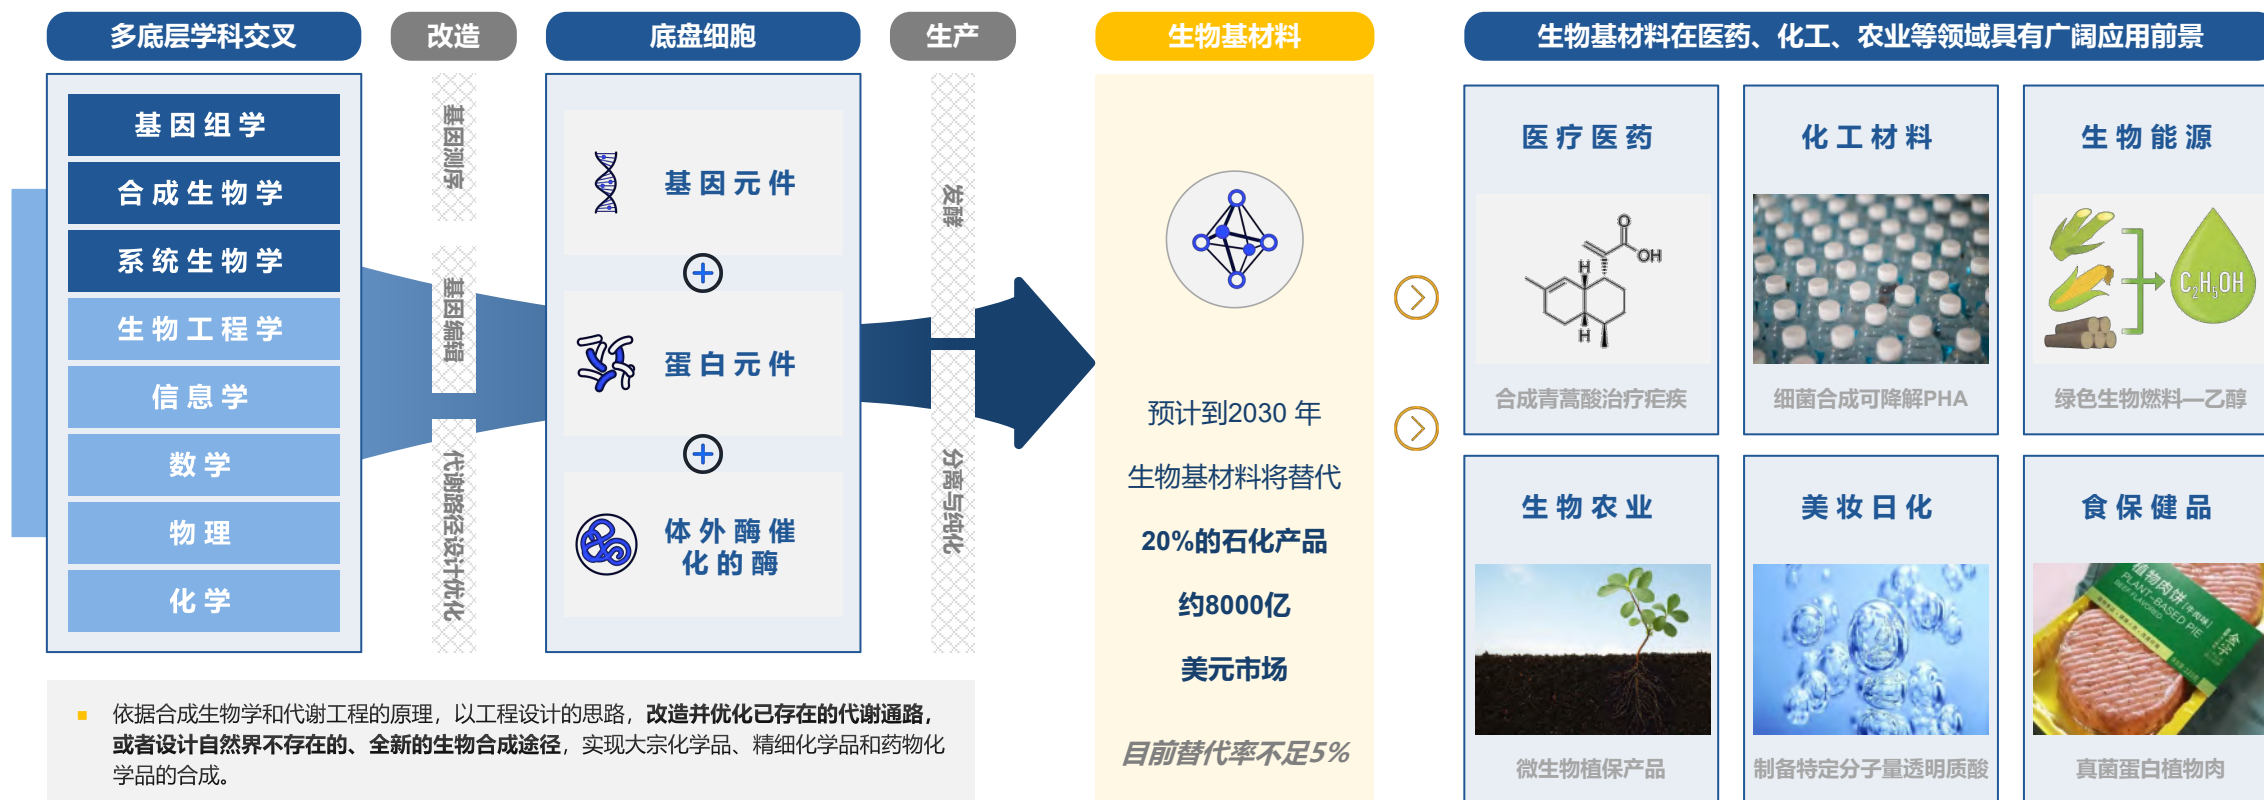 多底层学科交叉
改造
底盘细胞
生产
生物基材料
生物基材料在医药、化工、农业等领域具有广阔应用前景
基因组学
合成生物学
系统生物学
生物工程学
信息学
数学
物理
化学
基因测序
基因编辑
代谢路径设计优化
基因元件
蛋白元件
体外酶催
化的酶
发酵
分离与纯化
预计到2030 年
生物基材料将替代
20%的石化产品
约8000亿
美元市场
目前替代率不足5%
医疗医药
O
OH
H
H
合成青蒿酸治疗疟疾
化工材料
细菌合成可降解PHA
生物能源
C₂H₅OH
绿色生物燃料—乙醇
生物农业
微生物植保产品
美妆日化
制备特定分子量透明质酸
食保健品
植物肉饼
PLANT-BASED PIE
BEEF FLAVORED
金字
真菌蛋白植物肉
依据合成生物学和代谢工程的原理，以工程设计的思路，改造并优化已存在的代谢通路，
或者设计自然界不存在的、全新的生物合成途径，实现大宗化学品、精细化学品和药物化
学品的合成。